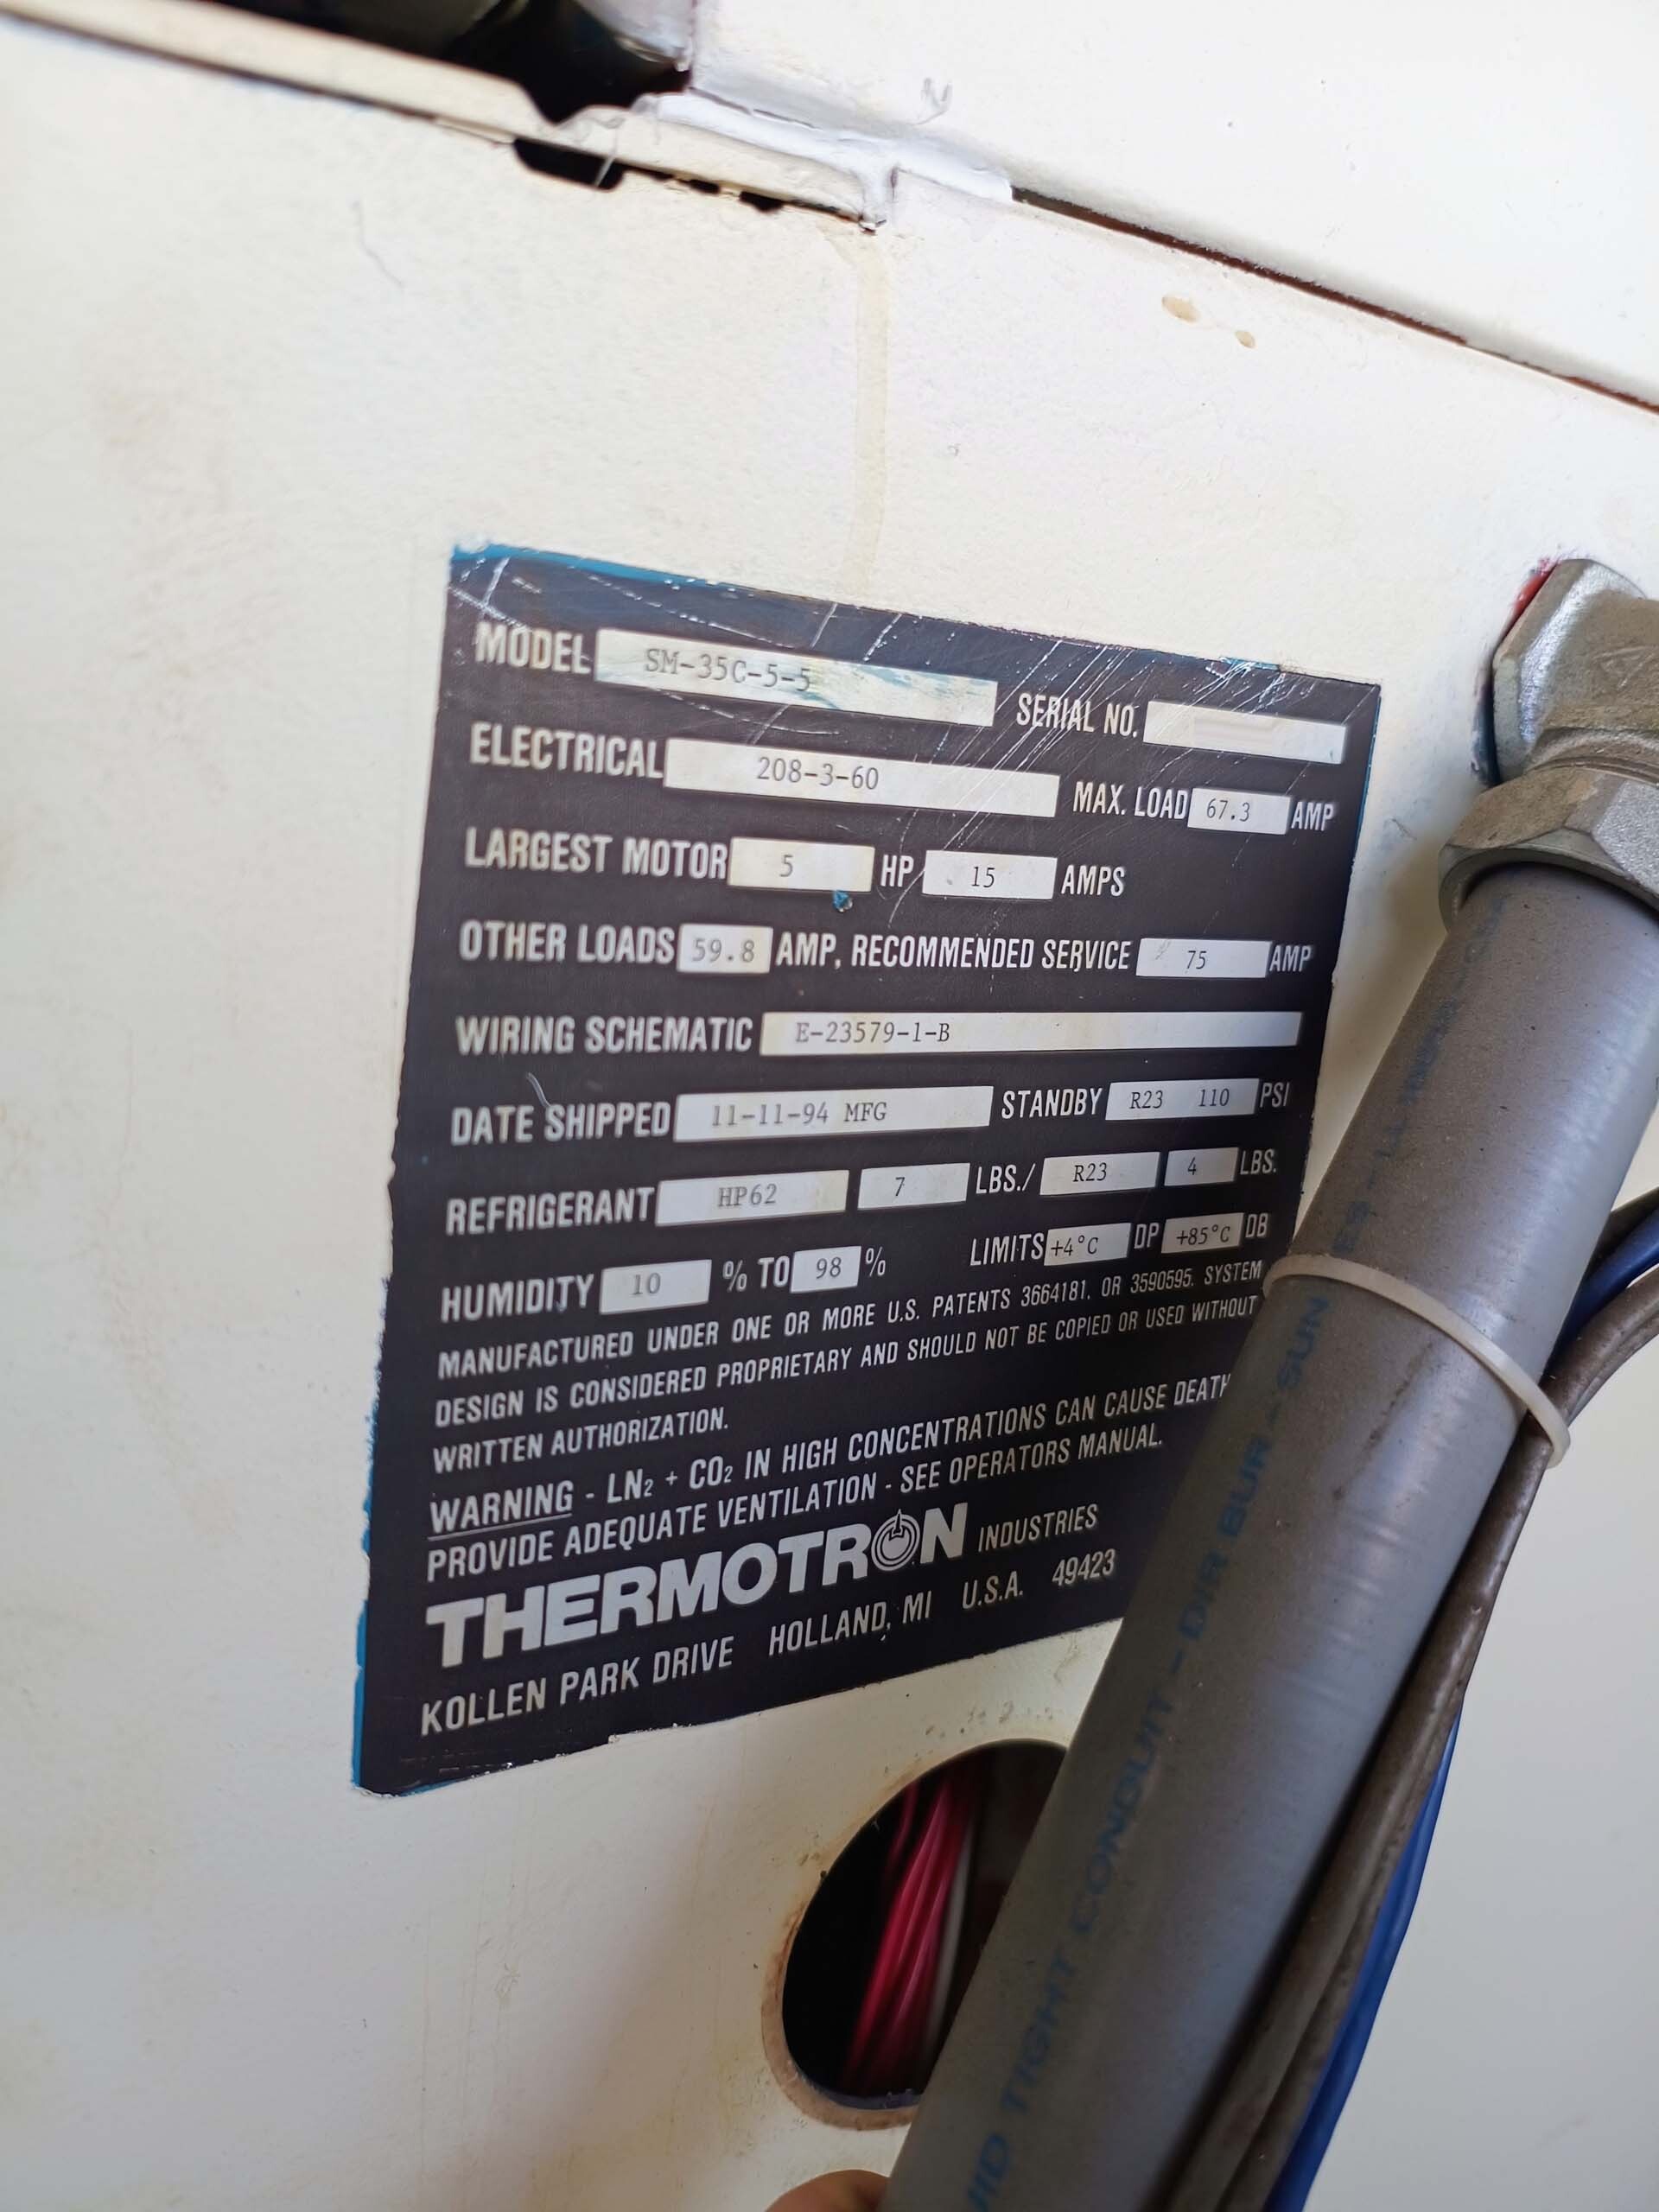 MODEL SM-35C-5-5 SERIAL NO.
ELECTRICAL 208-3-60 MAX. LOAD 67.3 AMP
LARGEST MOTOR 5 HP 15 AMPS
OTHER LOADS 59.8 AMP, RECOMMENDED SERVICE 75 AMP
WIRING SCHEMATIC E-23579-1-B
DATE SHIPPED 11-11-94 MFG STANDBY R23 110 PSI
REFRIGERANT HP62 7 LBS./ R23 4 LBS.
HUMIDITY 10 % TO 98 % LIMITS +4°C DP +85°C DB
MANUFACTURED UNDER ONE OR MORE U.S. PATENTS 3664181, OR 3590595. SYSTEM
DESIGN IS CONSIDERED PROPRIETARY AND SHOULD NOT BE COPIED OR USED WITHOUT
WRITTEN AUTHORIZATION.
WARNING - LN₂ + CO₂ IN HIGH CONCENTRATIONS CAN CAUSE DEATH
PROVIDE ADEQUATE VENTILATION - SEE OPERATORS MANUAL.
THERMOTRON INDUSTRIES
KOLLEN PARK DRIVE HOLLAND, MI U.S.A. 49423
TIGHT CONDUIT - DIR BUR - SUN